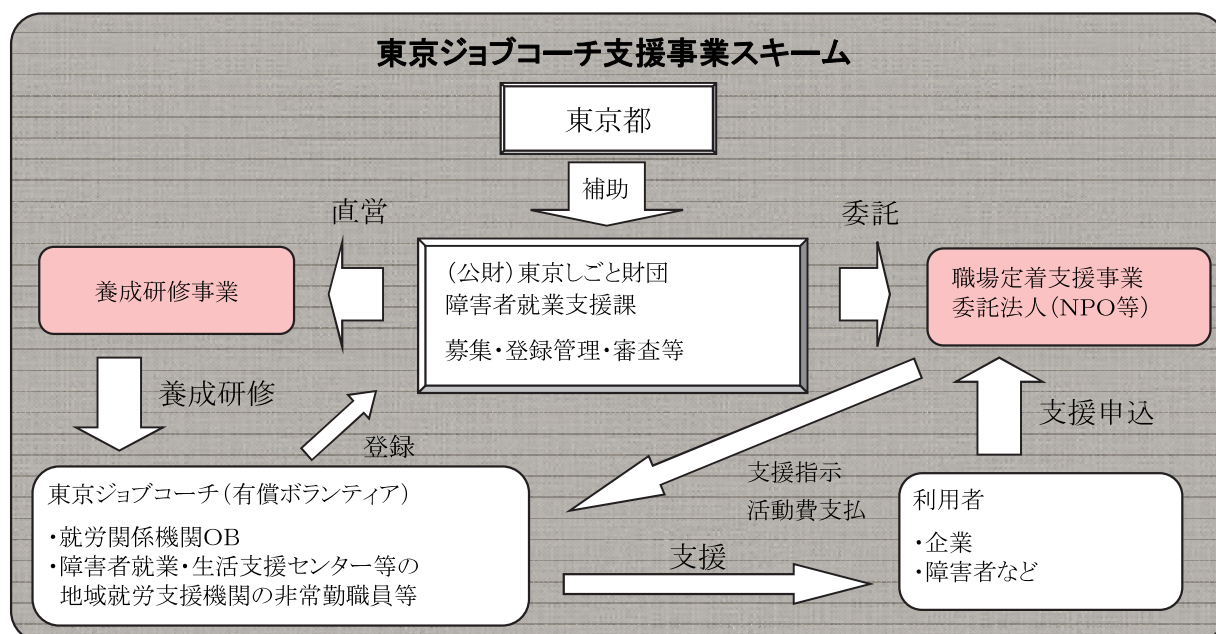 東京ジョブコーチ支援事業スキーム
東京都
補助
直営
委託
養成研修事業
(公財)東京しごと財団
障害者就業支援課
募集・登録管理・審査等
職場定着支援事業
委託法人(NPO等)
養成研修
登録
支援指示
活動費支払
支援申込
東京ジョブコーチ(有償ボランティア)
・就労関係機関OB
・障害者就業・生活支援センター等の
地域就労支援機関の非常勤職員等
支援
利用者
・企業
・障害者など